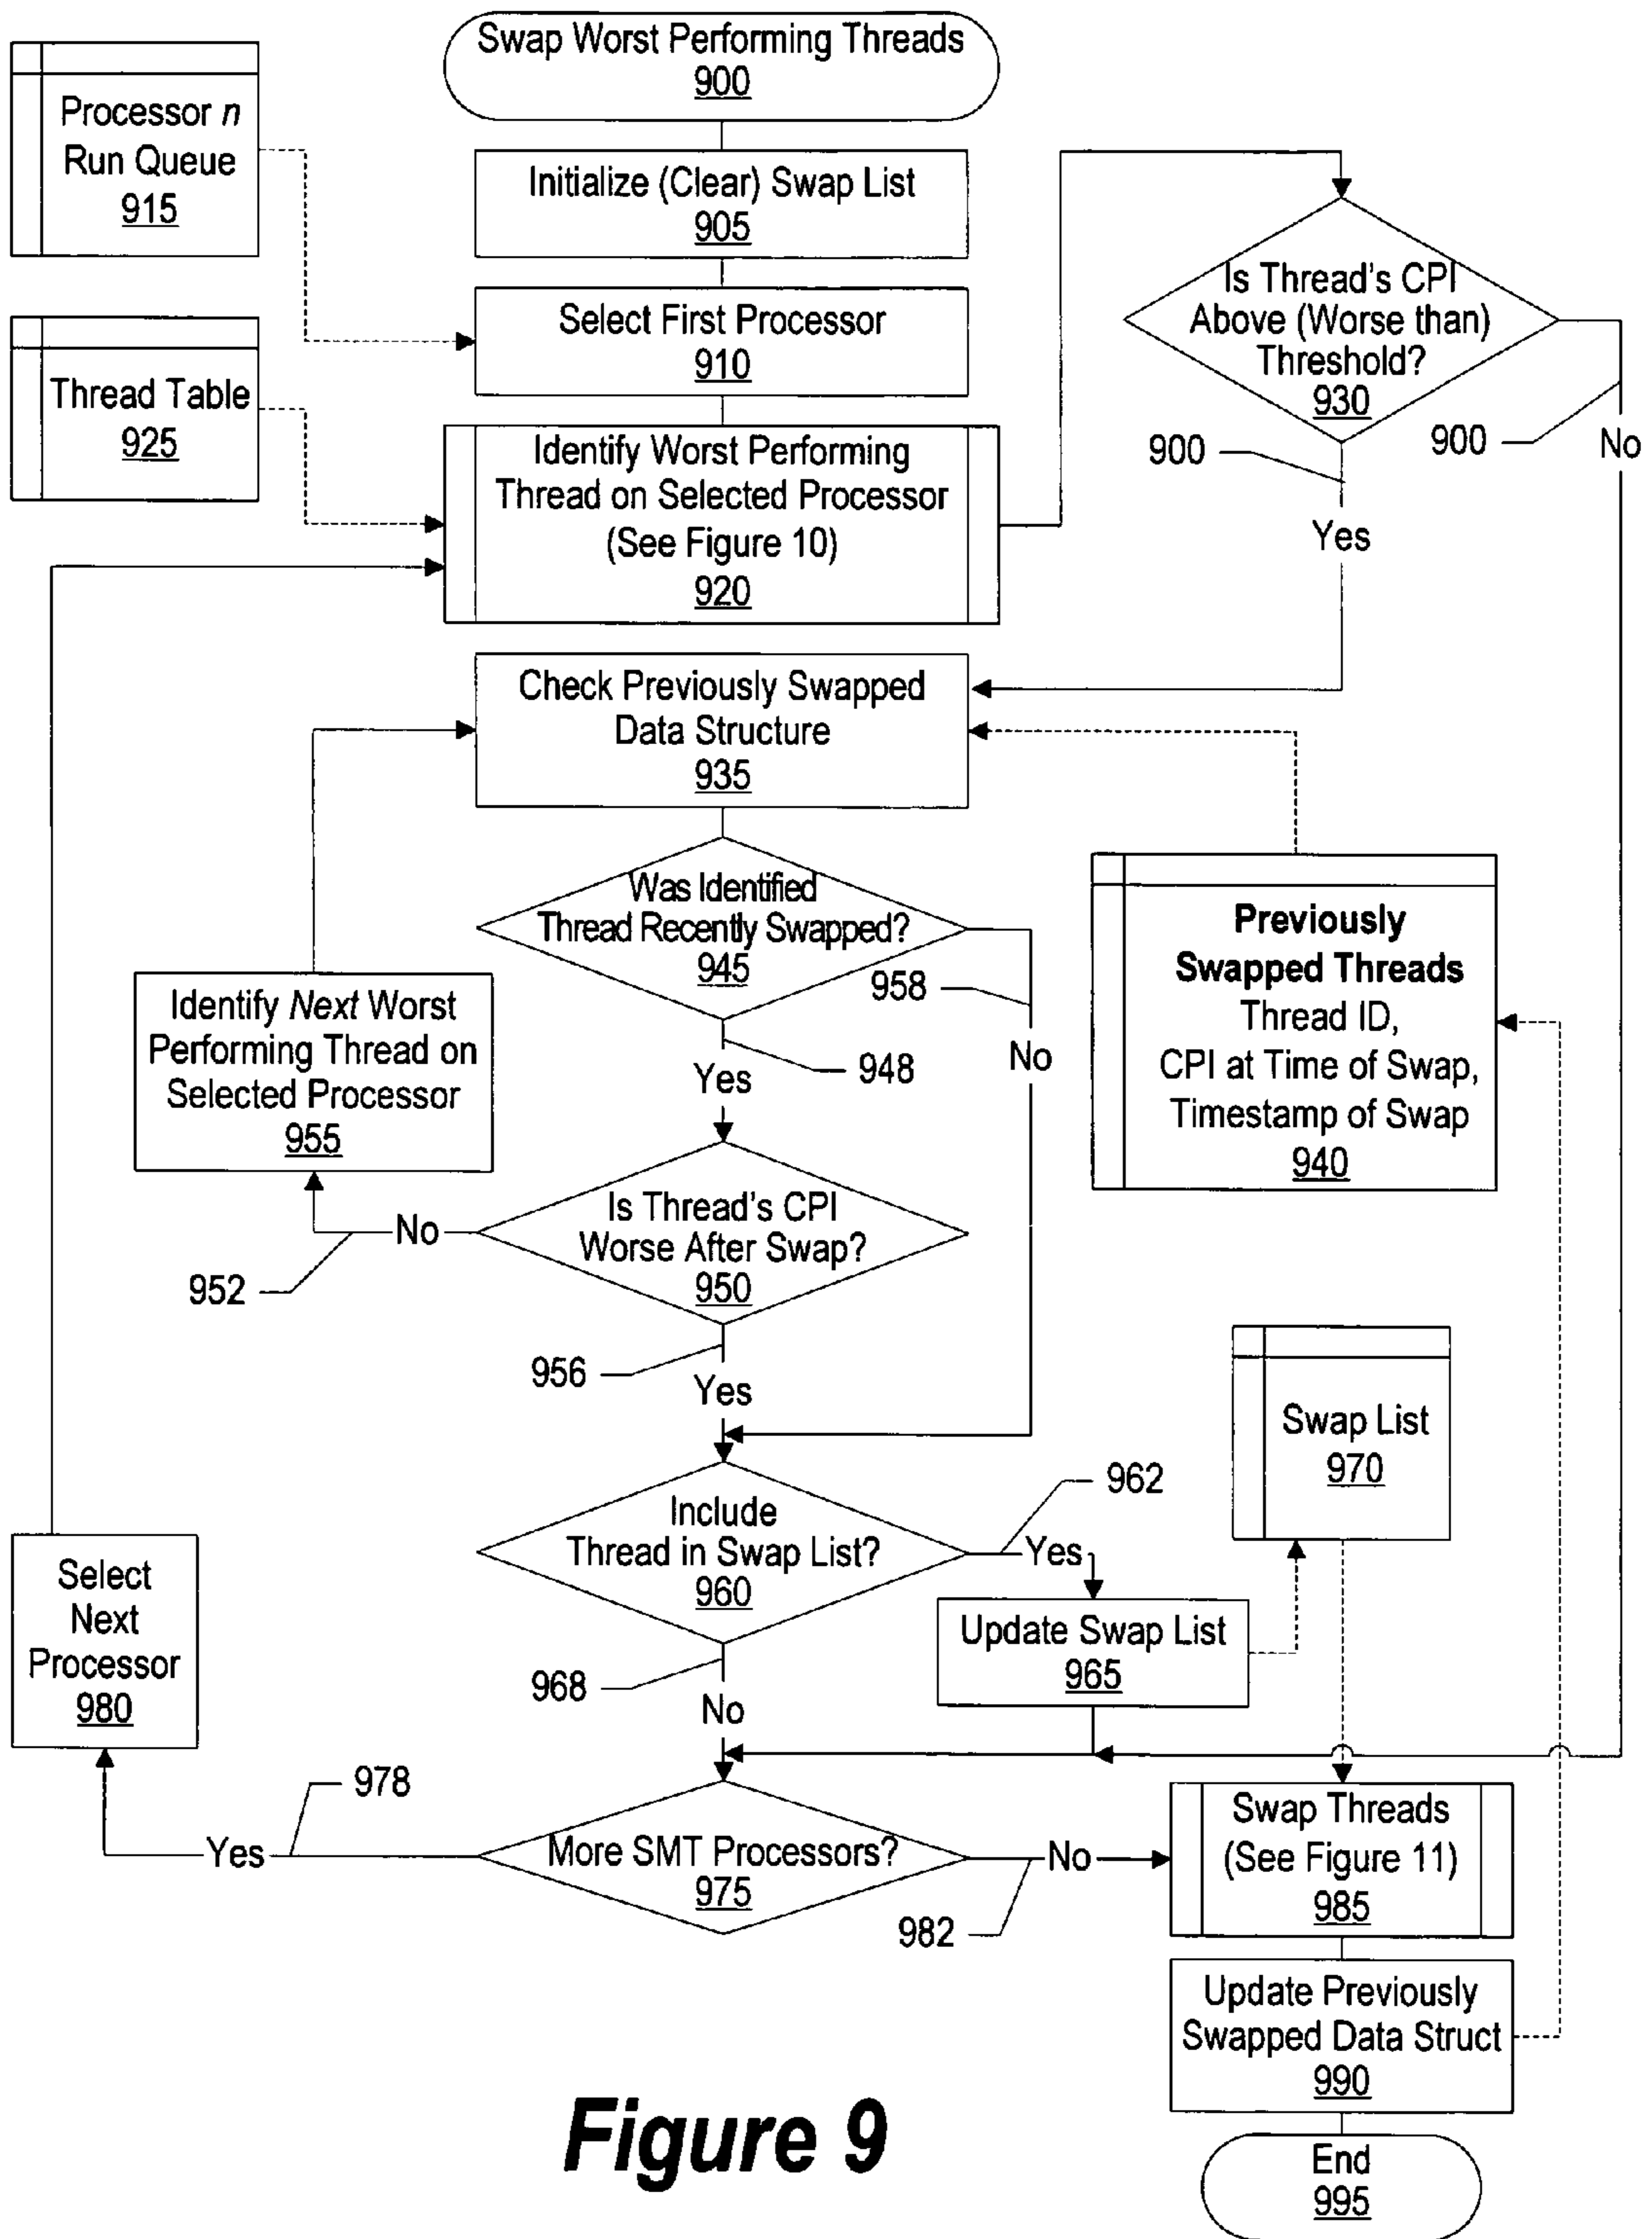 Swap Worst Performing Threads
900
Processor n
Run Queue
915
Initialize (Clear) Swap List
905
Select First Processor
910
Thread Table
925
Identify Worst Performing
Thread on Selected Processor
(See Figure 10)
920
Is Thread's CPI
Above (Worse than)
Threshold?
930
900
Yes
900
No
Check Previously Swapped
Data Structure
935
Was Identified
Thread Recently Swapped?
945
958
No
948
Yes
Previously
Swapped Threads
Thread ID,
CPI at Time of Swap,
Timestamp of Swap
940
Identify Next Worst
Performing Thread on
Selected Processor
955
Is Thread's CPI
Worse After Swap?
950
No
952
956
Yes
Swap List
970
Include
Thread in Swap List?
960
962
Yes
Update Swap List
965
968
No
Select
Next
Processor
980
978
Yes
More SMT Processors?
975
No
982
Swap Threads
(See Figure 11)
985
Update Previously
Swapped Data Struct
990
End
995
Figure 9